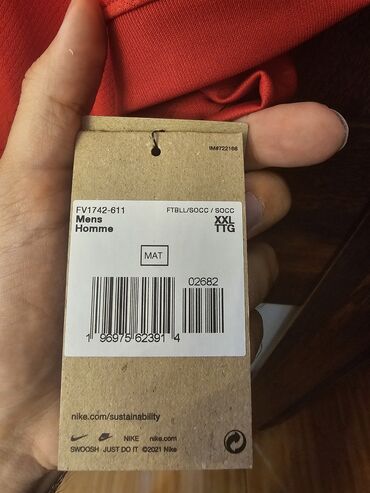 IM#722166
FV1742-611 FTBLL/SOCC / SOCC
Mens XXL
Homme TTG
MAT
02682
1 96975 62391 4
nike.com/sustainability
NIKE nike.com
SWOOSH JUST DO IT ©2021 Nike